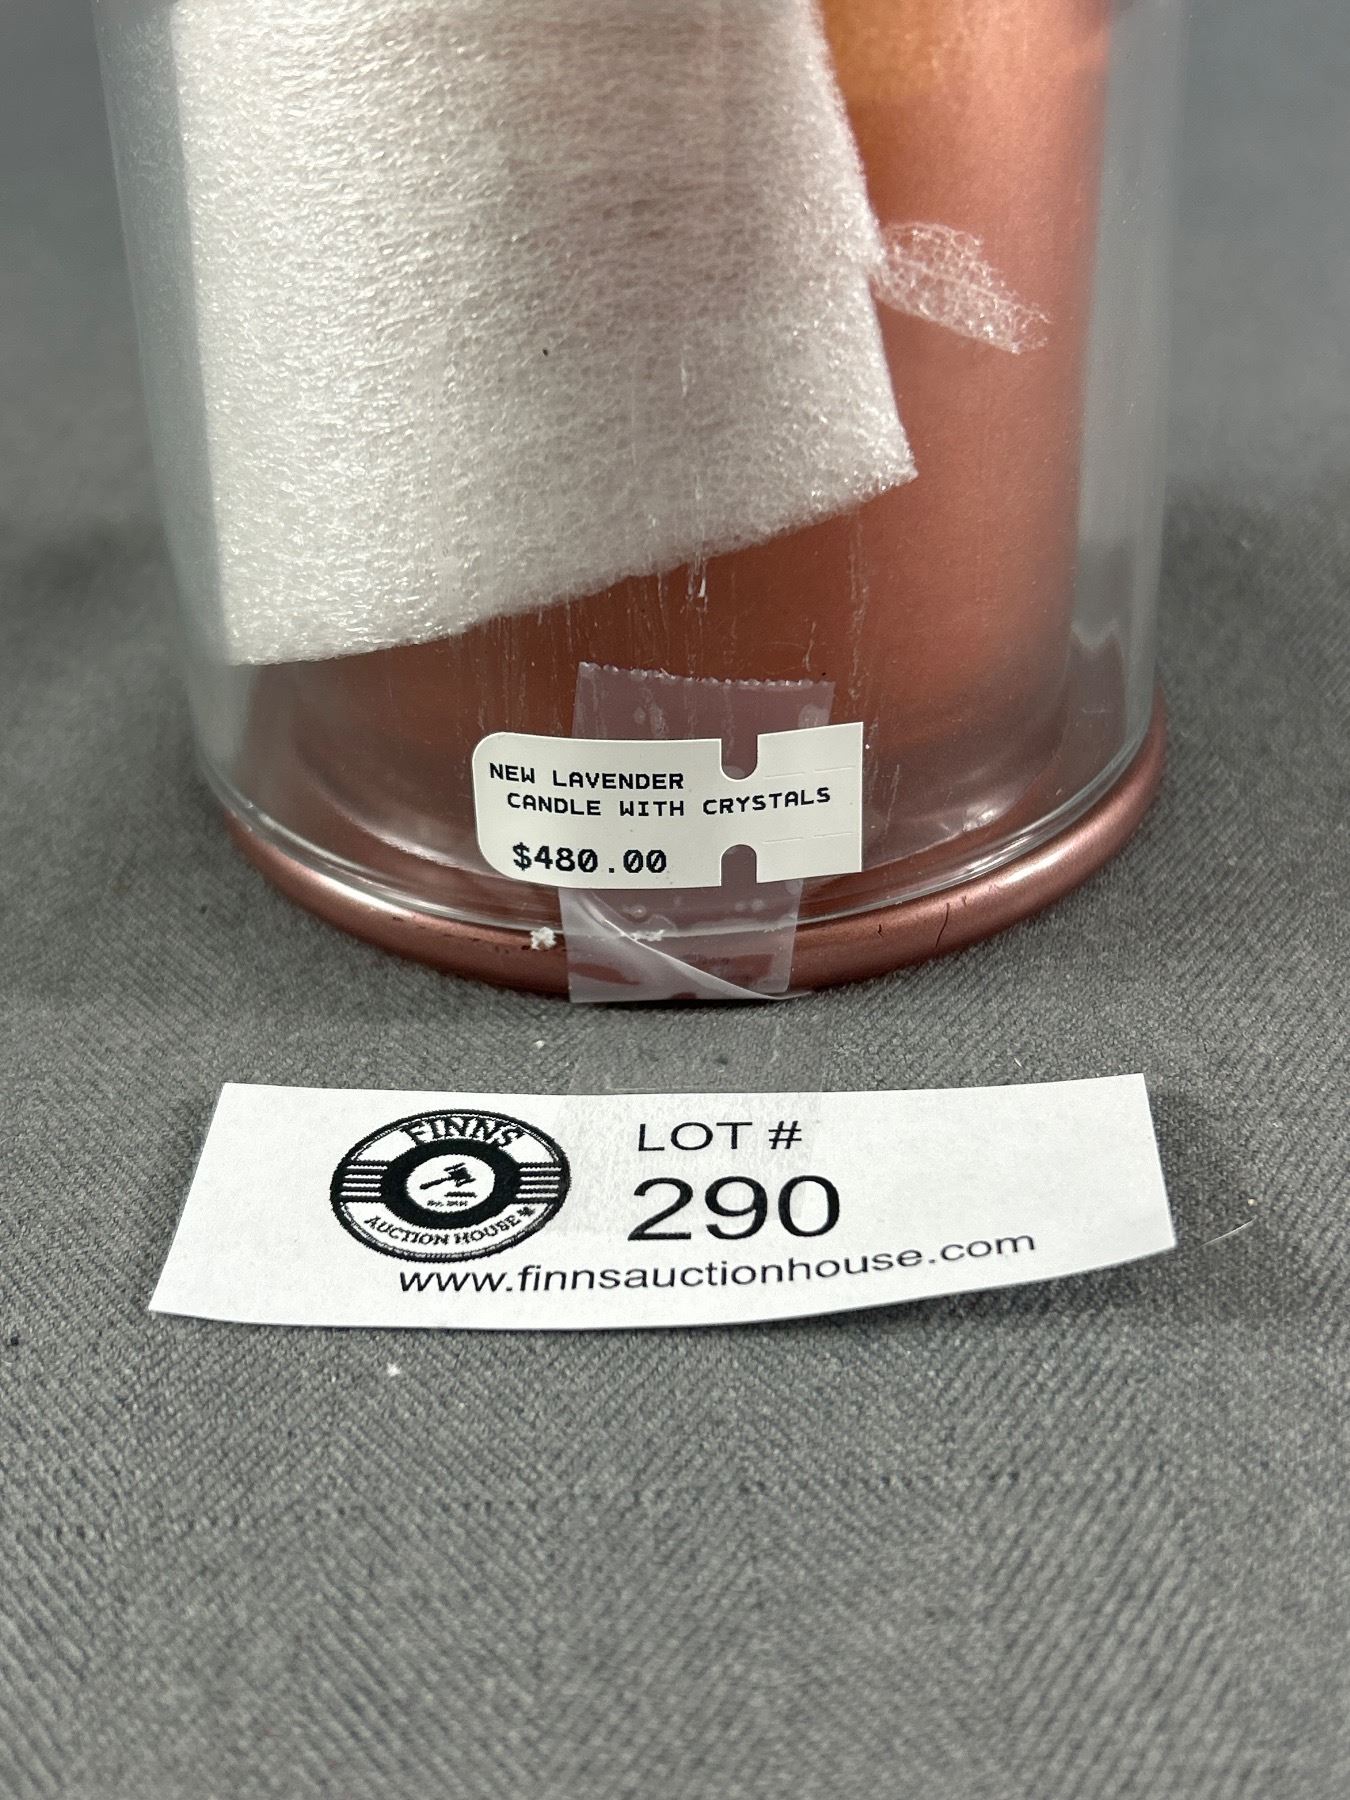 NEW LAVENDER
CANDLE WITH CRYSTALS
$480.00
FINNS
AUCTION HOUSE
LOT #
290
www.finnsauctionhouse.com